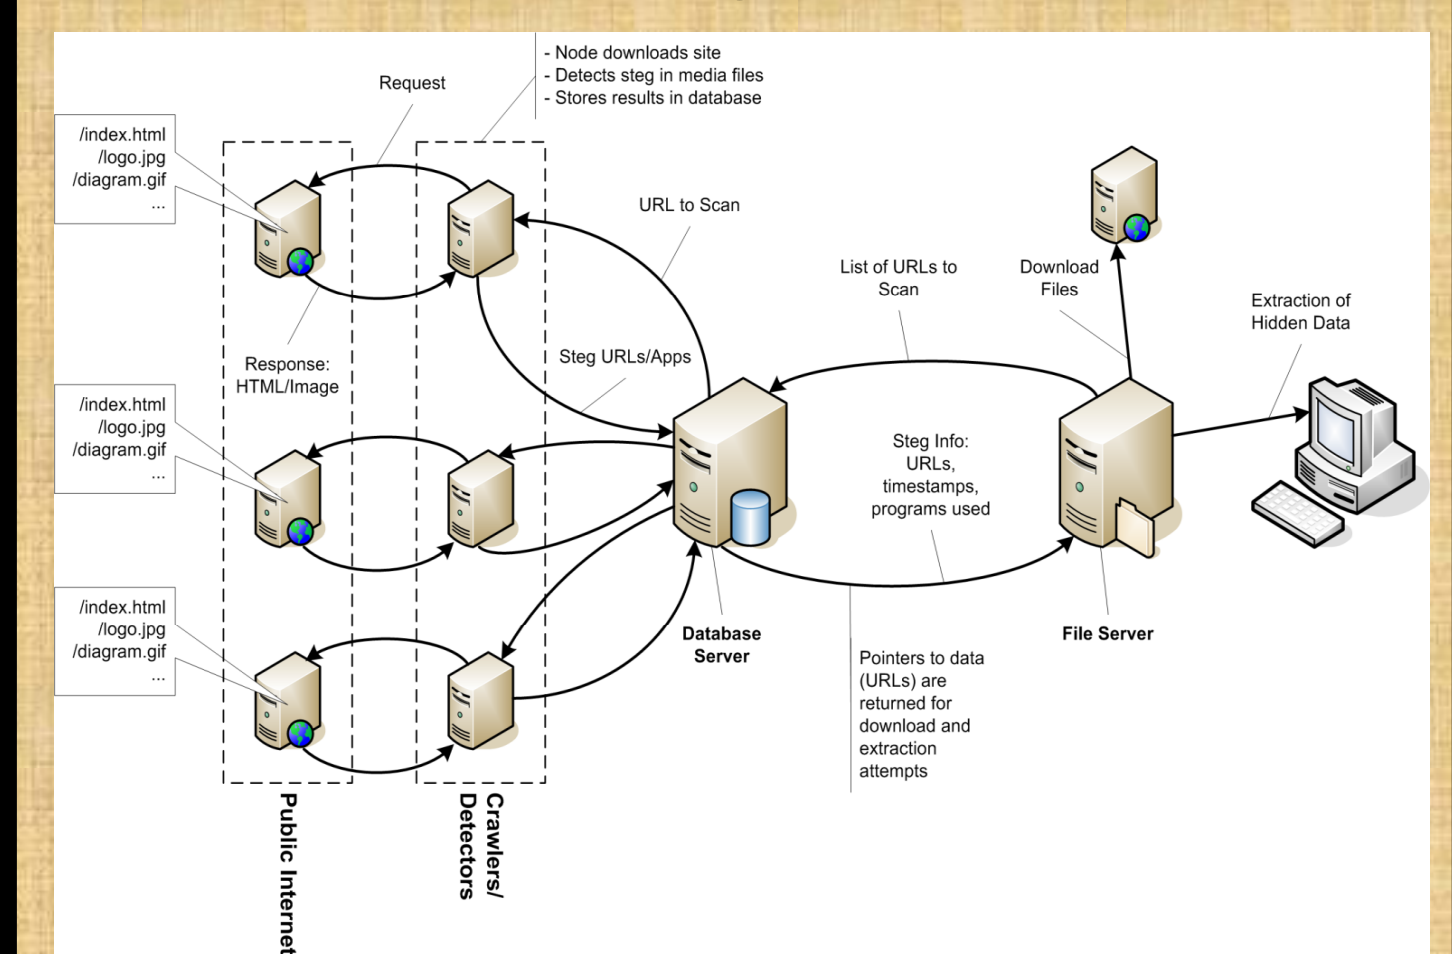 - Node downloads site
- Detects steg in media files
- Stores results in database
Request
/index.html
/logo.jpg
/diagram.gif
...
URL to Scan
List of URLs to
Scan
Download
Files
Extraction of
Hidden Data
Response:
HTML/Image
Steg URLs/Apps
/index.html
/logo.jpg
/diagram.gif
...
Steg Info:
URLs,
timestamps,
programs used
/index.html
/logo.jpg
/diagram.gif
...
Database
Server
File Server
Pointers to data
(URLs) are
returned for
download and
extraction
attempts
Public Internet
Crawlers/
Detectors